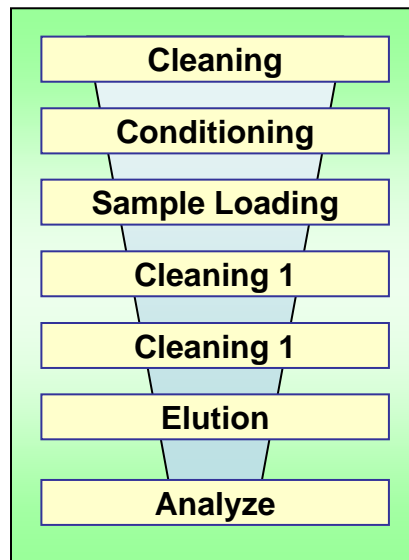 Cleaning
Conditioning
Sample Loading
Cleaning 1
Cleaning 1
Elution
Analyze